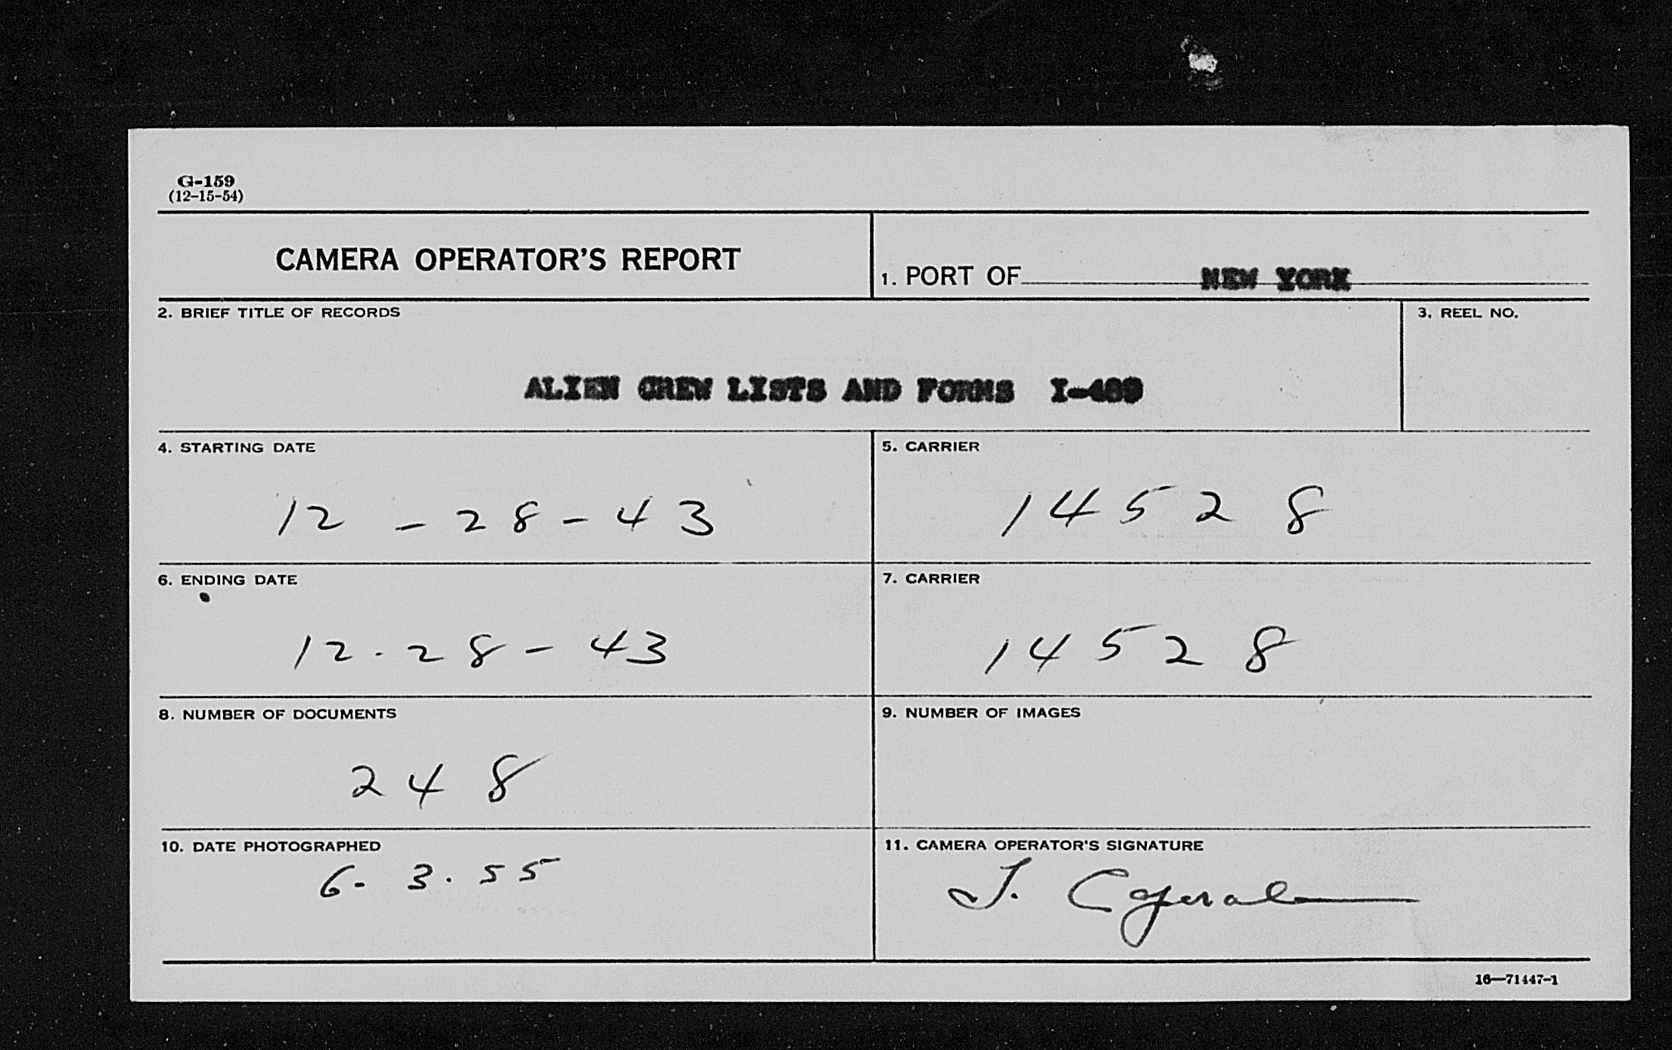 G-159
(12-15-54)
CAMERA OPERATOR'S REPORT
1. PORT OF NEW YORK
2. BRIEF TITLE OF RECORDS
3. REEL NO.
ALIEN CREW LISTS AND FORMS I-489
4. STARTING DATE
5. CARRIER
12 - 28 - 43
14528
6. ENDING DATE
7. CARRIER
12. 28 - 43
14528
8. NUMBER OF DOCUMENTS
9. NUMBER OF IMAGES
248
10. DATE PHOTOGRAPHED
11. CAMERA OPERATOR'S SIGNATURE
6. 3. 55
J.
16—71447-1